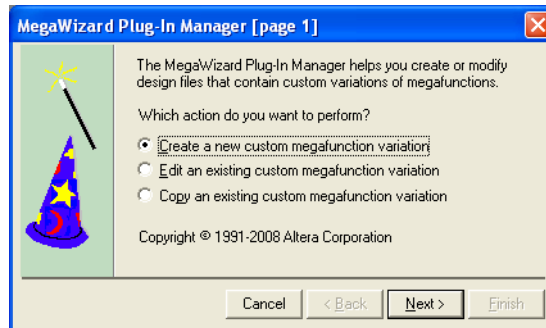 MegaWizard Plug-In Manager [page 1]
The MegaWizard Plug-In Manager helps you create or modify
design files that contain custom variations of megafunctions.
Which action do you want to perform?
Create a new custom megafunction variation
Edit an existing custom megafunction variation
Copy an existing custom megafunction variation
Copyright © 1991-2008 Altera Corporation
Cancel
< Back
Next >
Finish